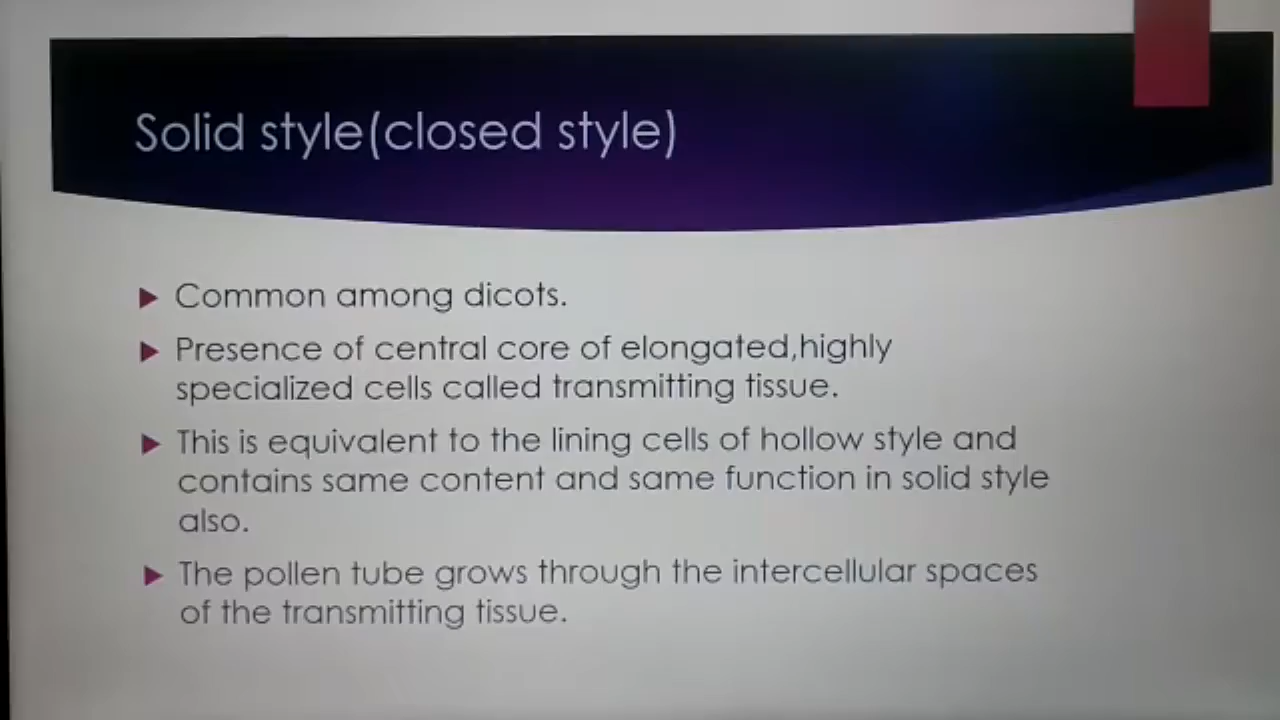 Solid style(closed style)
Common among dicots.
Presence of central core of elongated,highly
specialized cells called transmitting tissue.
This is equivalent to the lining cells of hollow style and
contains same content and same function in solid style
also.
The pollen tube grows through the intercellular spaces
of the transmitting tissue.